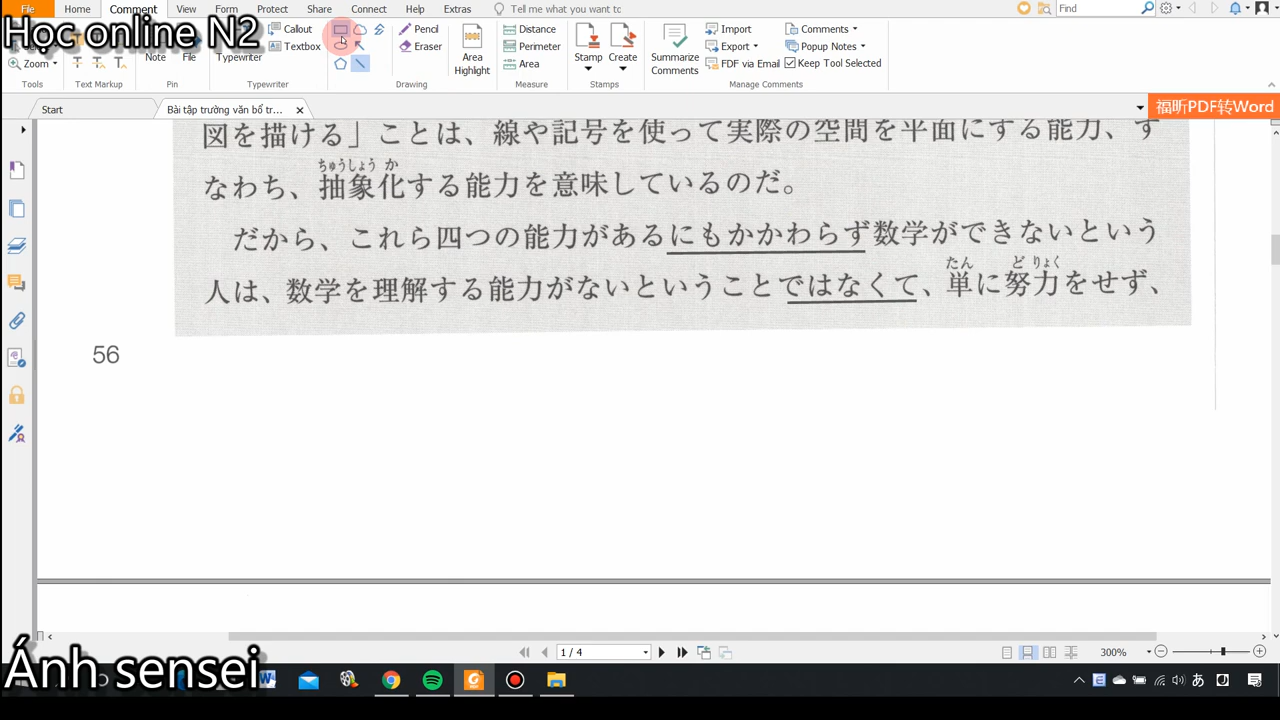 File Home Comment View Form Protect Share Connect Help Extras Tell me what you want to Find
Học online N2
Callout
Textbox
Pencil
Eraser
Distance
Perimeter
Area
Import
Export
FDF via Email
Comments
Popup Notes
Keep Tool Selected
Zoom
Typewriter
Note
File
Area Highlight
Stamp
Create
Summarize Comments
Tools Text Markup Pin Typewriter Drawing Measure Stamps Manage Comments
Start
Bài tập trường văn bổ tr...
福昕PDF转Word
図を描ける」ことは、線や記号を使って実際の空間を平面にする能力、す
ちゅうしょう か
なわち、抽象化する能力を意味しているのだ。
だから、これら四つの能力があるにもかかわらず数学ができないという
たん ど りょく
人は、数学を理解する能力がないということではなくて、単に努力をせず、
56
1 / 4
300%
Ánh sensei
あ